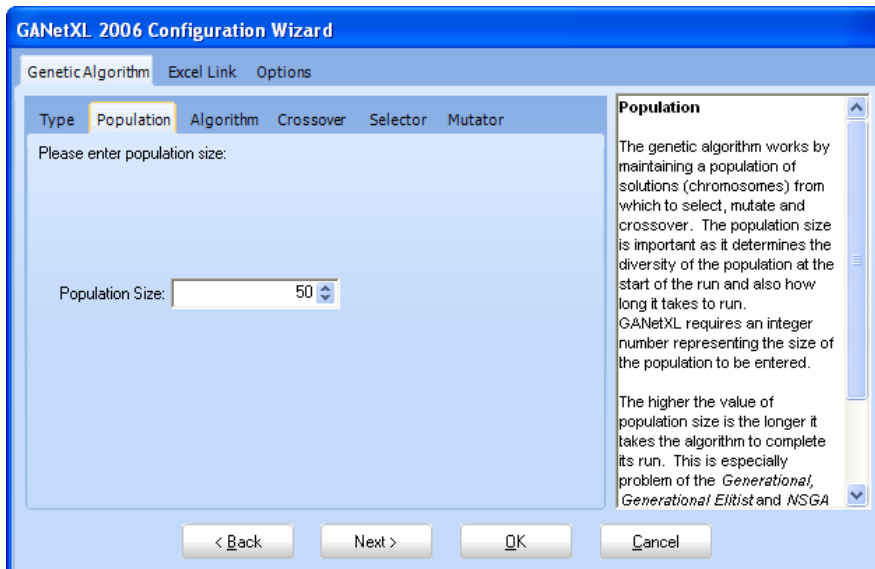 GANetXL 2006 Configuration Wizard
Genetic Algorithm Excel Link Options
Type Population Algorithm Crossover Selector Mutator
Please enter population size:
Population Size: 50
Population
The genetic algorithm works by
maintaining a population of
solutions (chromosomes) from
which to select, mutate and
crossover. The population size
is important as it determines the
diversity of the population at the
start of the run and also how
long it takes to run.
GANetXL requires an integer
number representing the size of
the population to be entered.
The higher the value of
population size is the longer it
takes the algorithm to complete
its run. This is especially
problem of the Generational,
Generational Elitist and NSGA
< Back Next > OK Cancel